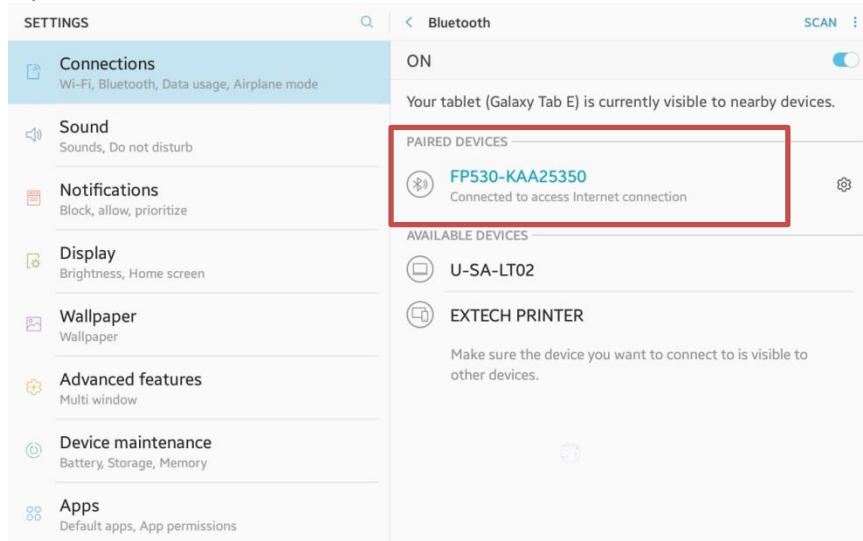 SETTINGS
Connections
Wi-Fi, Bluetooth, Data usage, Airplane mode
Sound
Sounds, Do not disturb
Notifications
Block, allow, prioritize
Display
Brightness, Home screen
Wallpaper
Wallpaper
Advanced features
Multi window
Device maintenance
Battery, Storage, Memory
Apps
Default apps, App permissions
Bluetooth
SCAN
ON
Your tablet (Galaxy Tab E) is currently visible to nearby devices.
PAIRED DEVICES
FP530-KAA25350
Connected to access Internet connection
AVAILABLE DEVICES
U-SA-LT02
EXTECH PRINTER
Make sure the device you want to connect to is visible to
other devices.